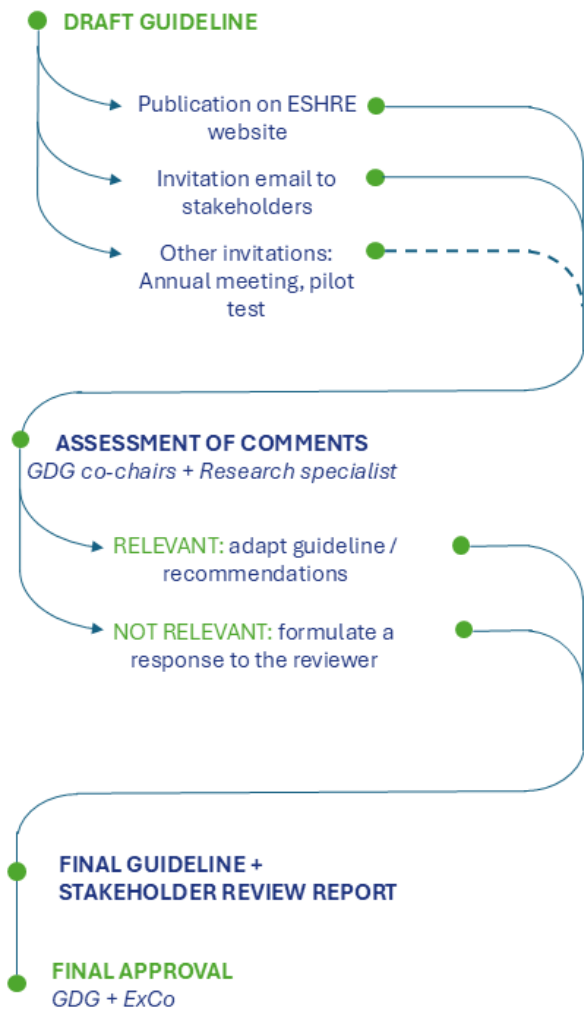 DRAFT GUIDELINE
Publication on ESHRE
website
Invitation email to
stakeholders
Other invitations:
Annual meeting, pilot
test
ASSESSMENT OF COMMENTS
GDG co-chairs + Research specialist
RELEVANT: adapt guideline /
recommendations
NOT RELEVANT: formulate a
response to the reviewer
FINAL GUIDELINE +
STAKEHOLDER REVIEW REPORT
FINAL APPROVAL
GDG + ExCo